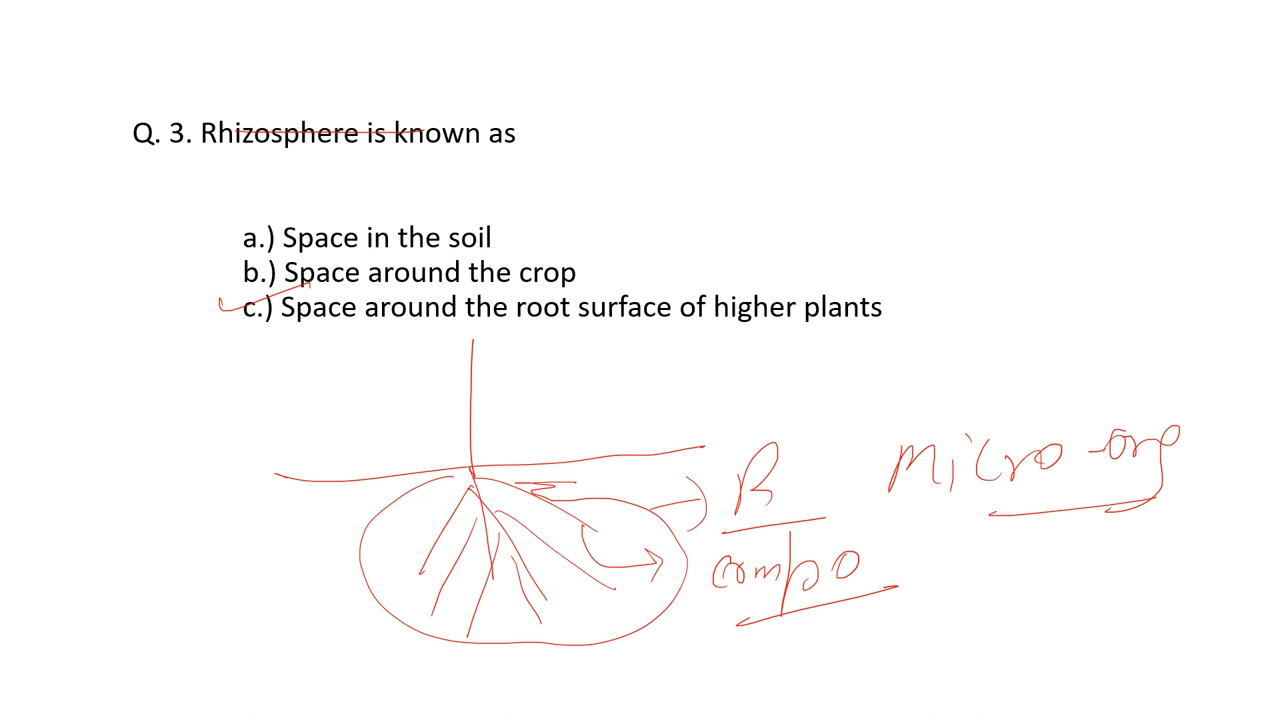 Q. 3. Rhizosphere is known as
a.) Space in the soil
b.) Space around the crop
c.) Space around the root surface of higher plants
R
Micro-org
compo